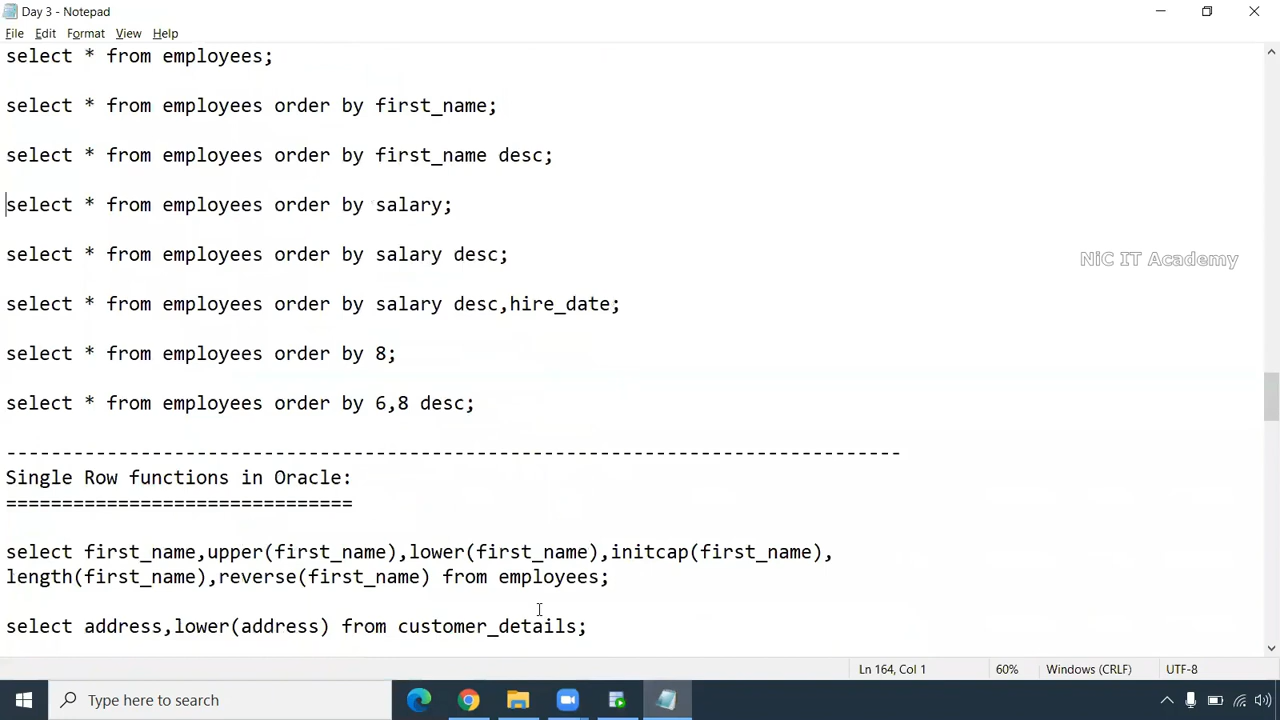 Day 3 - Notepad
File Edit Format View Help
select * from employees;
select * from employees order by first_name;
select * from employees order by first_name desc;
select * from employees order by salary;
select * from employees order by salary desc;
NiC IT Academy
select * from employees order by salary desc,hire_date;
select * from employees order by 8;
select * from employees order by 6,8 desc;
--------------------------------------------------------------------------------
Single Row functions in Oracle:
===============================
select first_name,upper(first_name),lower(first_name),initcap(first_name),
length(first_name),reverse(first_name) from employees;
select address,lower(address) from customer_details;
Ln 164, Col 1 60% Windows (CRLF) UTF-8
Type here to search